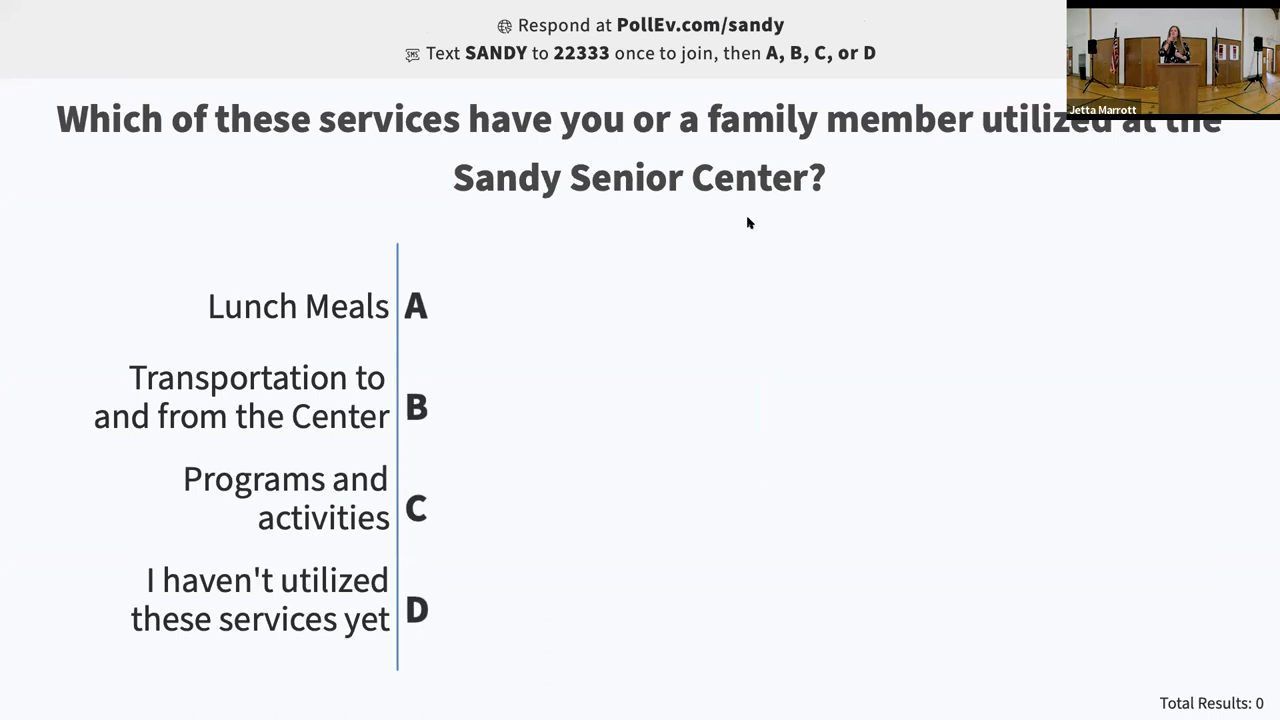 Respond at PollEv.com/sandy
Text SANDY to 22333 once to join, then A, B, C, or D
Jetta Marrott
Which of these services have you or a family member utilized at the
Sandy Senior Center?
Lunch Meals A
Transportation to
and from the Center B
Programs and
activities C
I haven't utilized
these services yet D
Total Results: 0